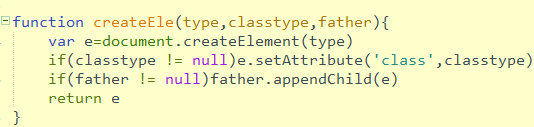 function createEle(type,classtype,father){
    var e=document.createElement(type)
    if(classtype != null)e.setAttribute('class',classtype)
    if(father != null)father.appendChild(e)
    return e
}